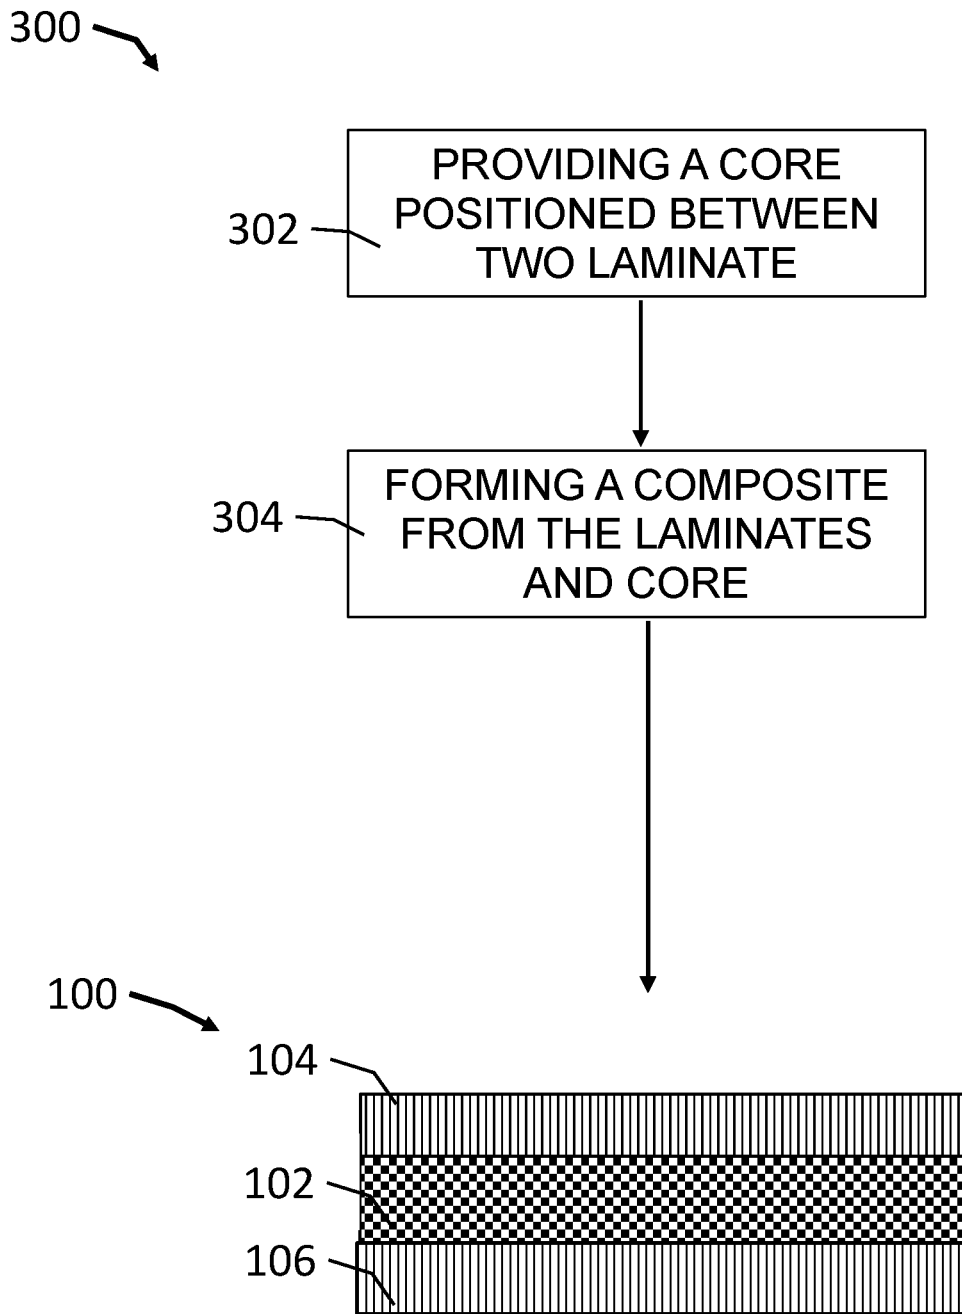 300
PROVIDING A CORE
POSITIONED BETWEEN
TWO LAMINATE
302
FORMING A COMPOSITE
FROM THE LAMINATES
AND CORE
304
100
104
102
106